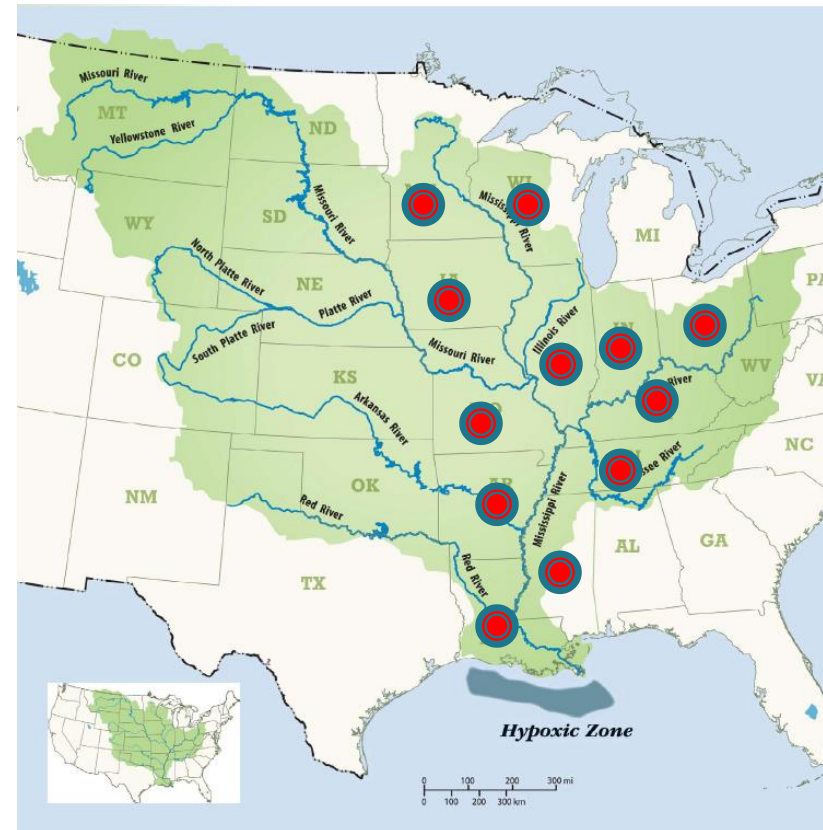 Missouri River
MT
Yellowstone River
ND
Missouri River
WY
SD
Mississippi River
MI
North Platte River
NE
Platte River
South Platte River
CO
Missouri River
Illinois River
WV
KS
River
Arkansas River
NC
NM
OK
Red River
Mississippi River
Red River
AL
GA
TX
Hypoxic Zone
0 100 200 300 mi
0 100 200 300 km